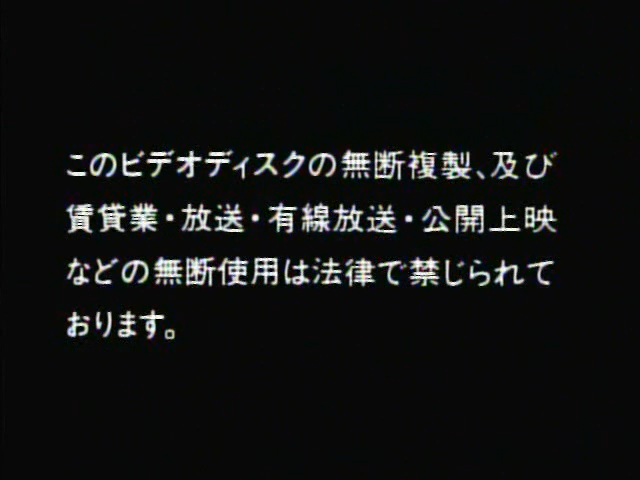 このビデオディスクの無断複製、及び
賃貸業・放送・有線放送・公開上映
などの無断使用は法律で禁じられて
おります。